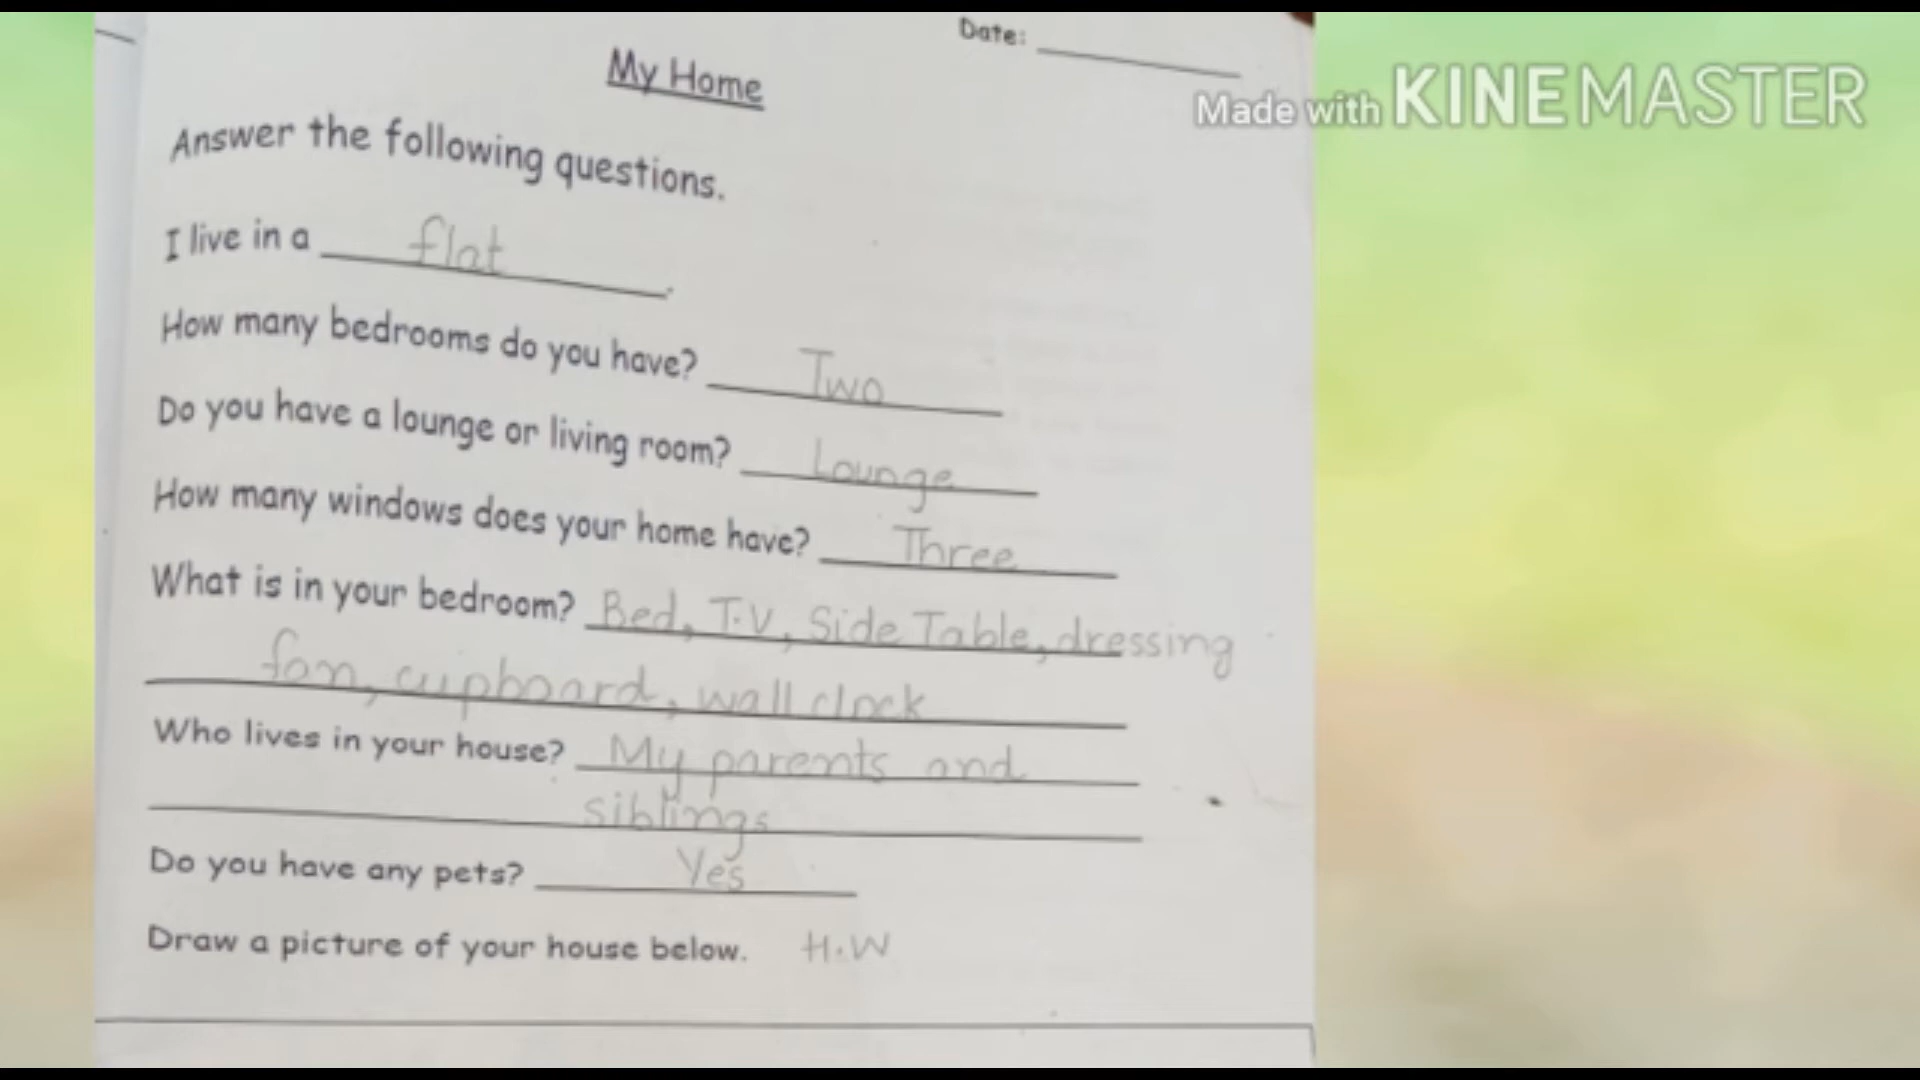 Date:
Made with KINEMASTER
My Home
Answer the following questions.
I live in a flat.
How many bedrooms do you have? Two
Do you have a lounge or living room? Lounge
How many windows does your home have? Three
What is in your bedroom? Bed, T.V, Side Table, dressing
fan, cupboard, wall clock
Who lives in your house? My parents and
siblings
Do you have any pets? Yes
Draw a picture of your house below. H.W